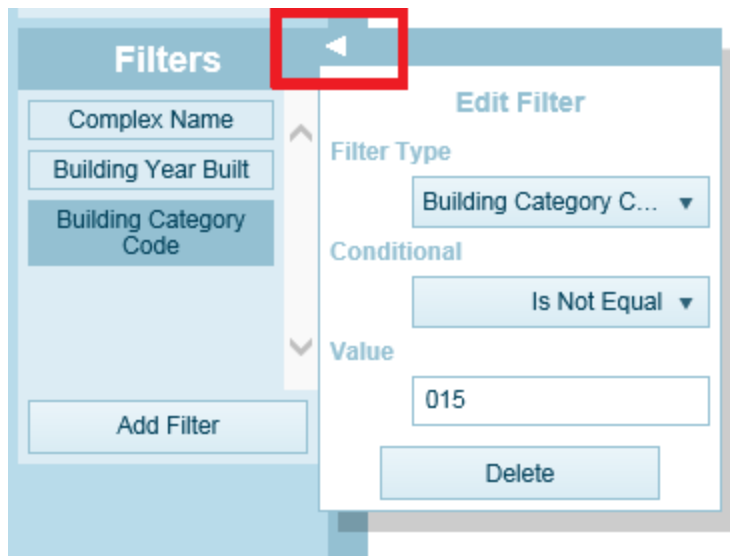 Filters
Complex Name
Building Year Built
Building Category
Code
Add Filter
Edit Filter
Filter Type
Building Category C...
Conditional
Is Not Equal
Value
015
Delete